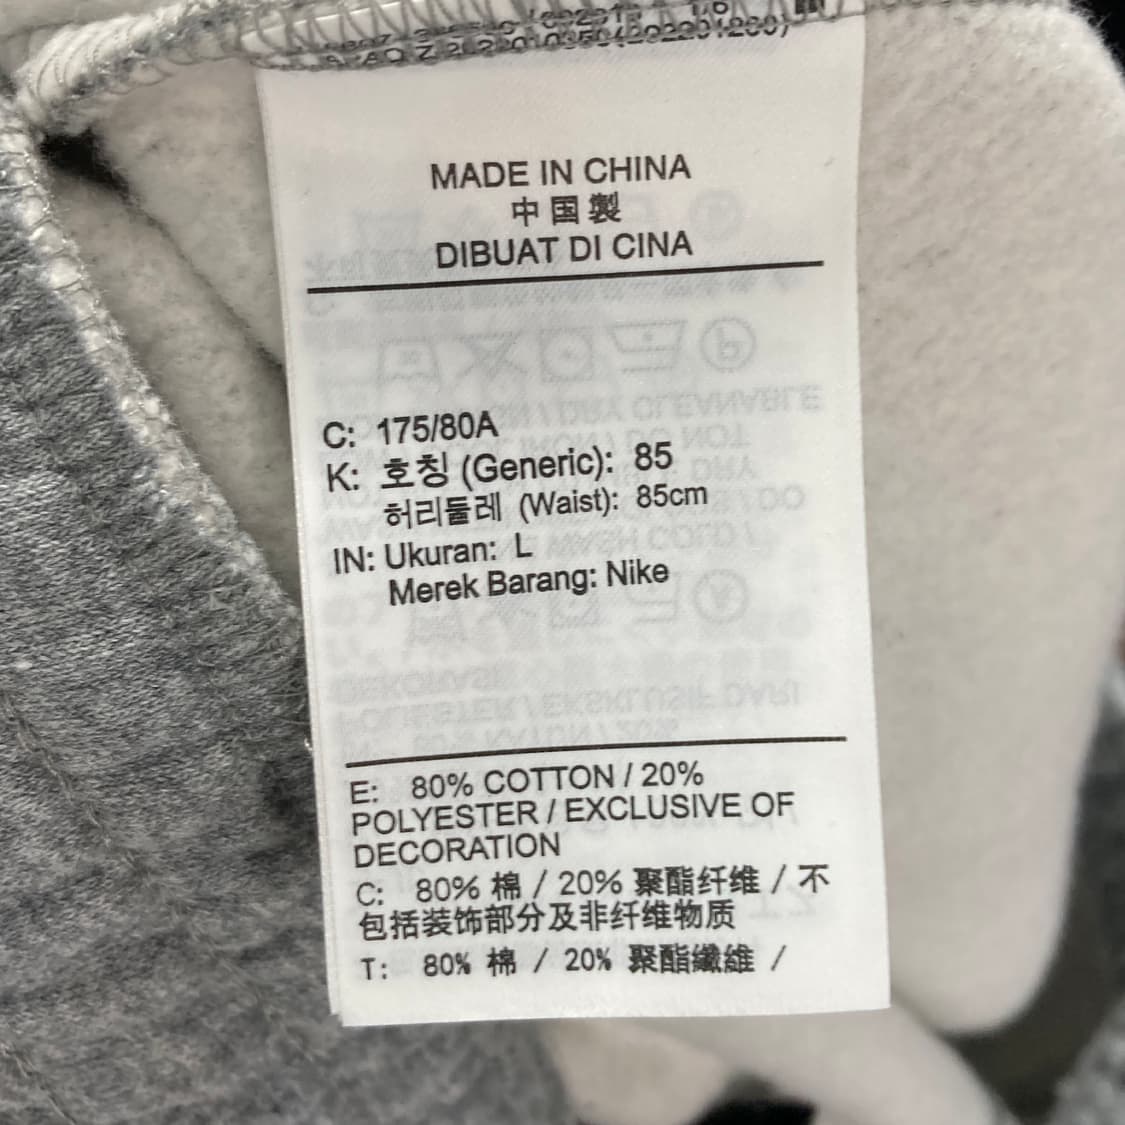 MADE IN CHINA
中国製
DIBUAT DI CINA
C: 175/80A
K: 호칭 (Generic): 85
허리둘레 (Waist): 85cm
IN: Ukuran: L
Merek Barang: Nike
E: 80% COTTON / 20%
POLYESTER / EXCLUSIVE OF
DECORATION
C: 80% 棉 / 20% 聚酯纤维 / 不
包括装饰部分及非纤维物质
T: 80% 棉 / 20% 聚酯纖維 /